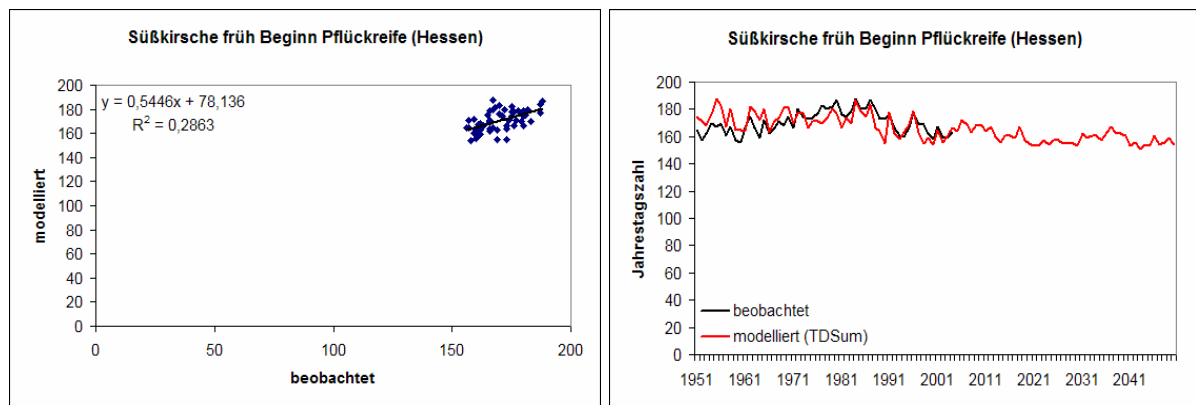 Süßkirsche früh Beginn Pflückreife (Hessen)
y = 0,5446x + 78,136
R² = 0,2863
modelliert
200
180
160
140
120
100
80
60
40
20
0
0 50 100 150 200
beobachtet
Süßkirsche früh Beginn Pflückreife (Hessen)
Jahrestagszahl
200
180
160
140
120
100
80
60
40
20
0
beobachtet
modelliert (TDSum)
1951 1961 1971 1981 1991 2001 2011 2021 2031 2041